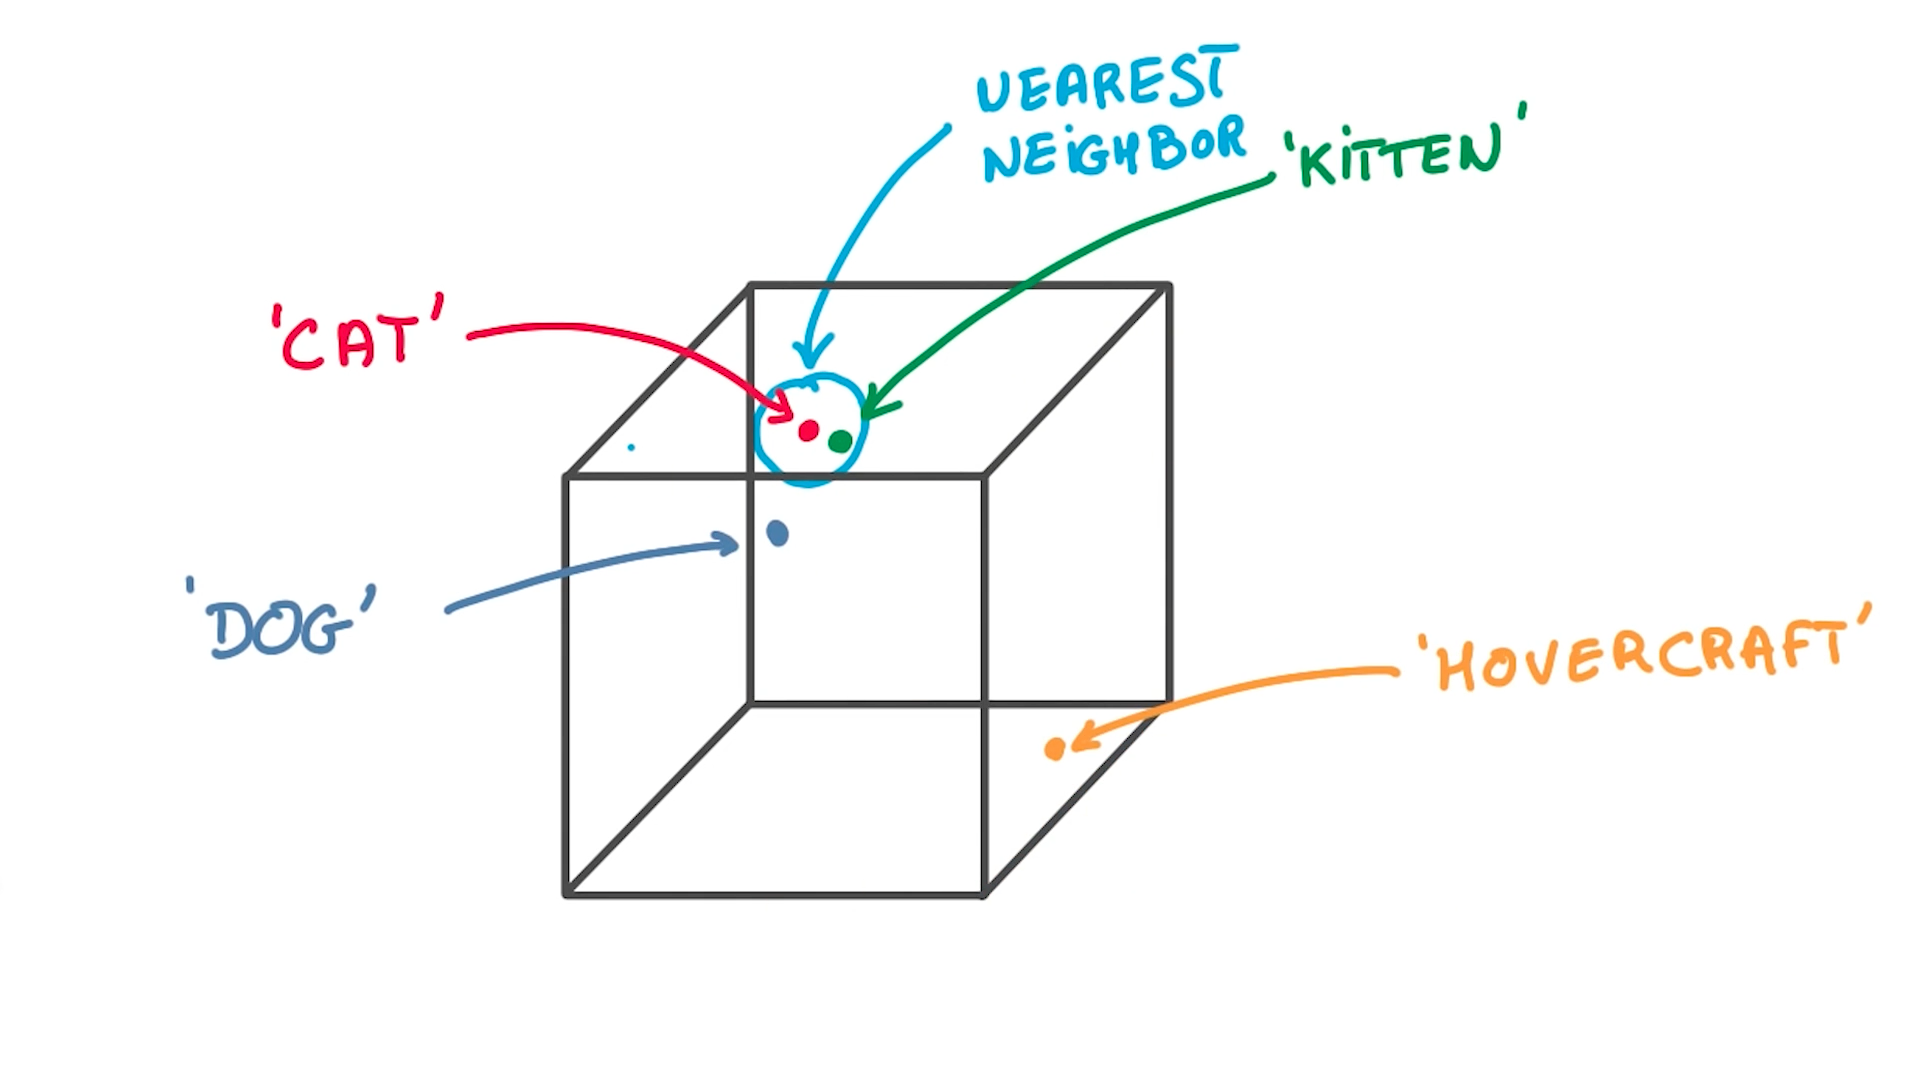 UEAREST
NEIGHBOR
'KITTEN'
'CAT'
'DOG'
'HOVERCRAFT'